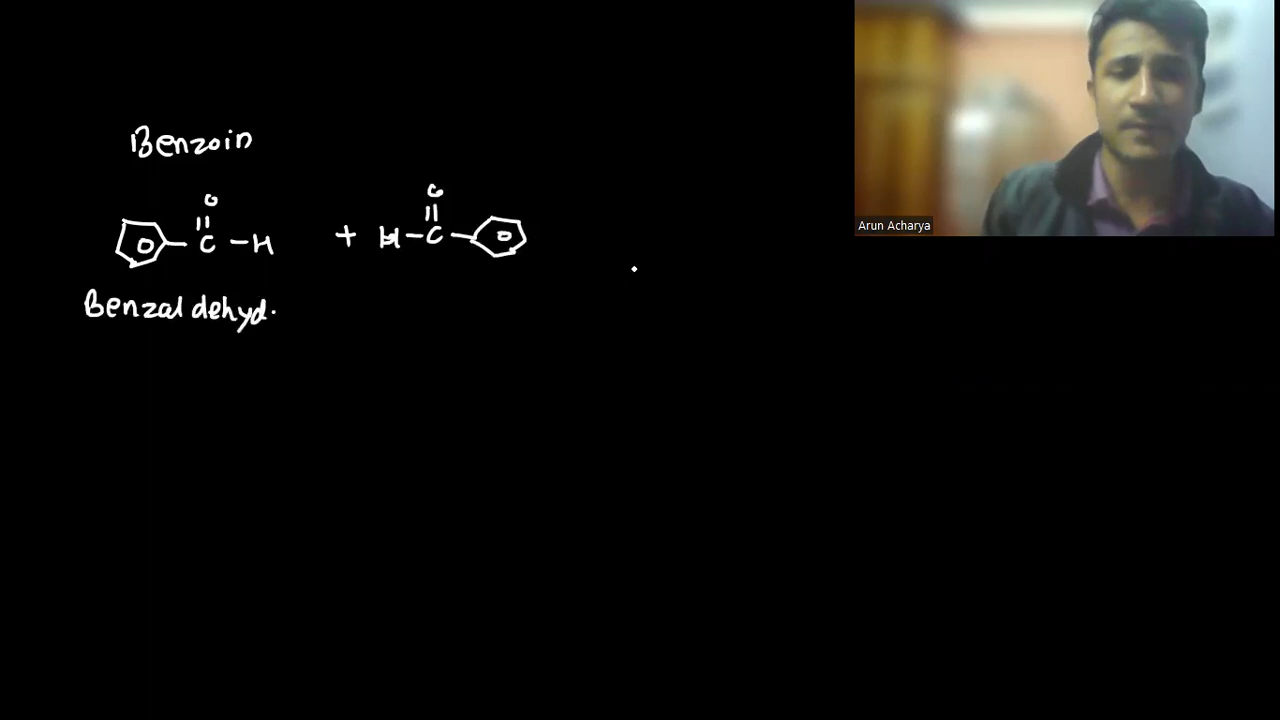 Benzoin
O O
C – H + H – C
Benzaldehyd.
Arun Acharya